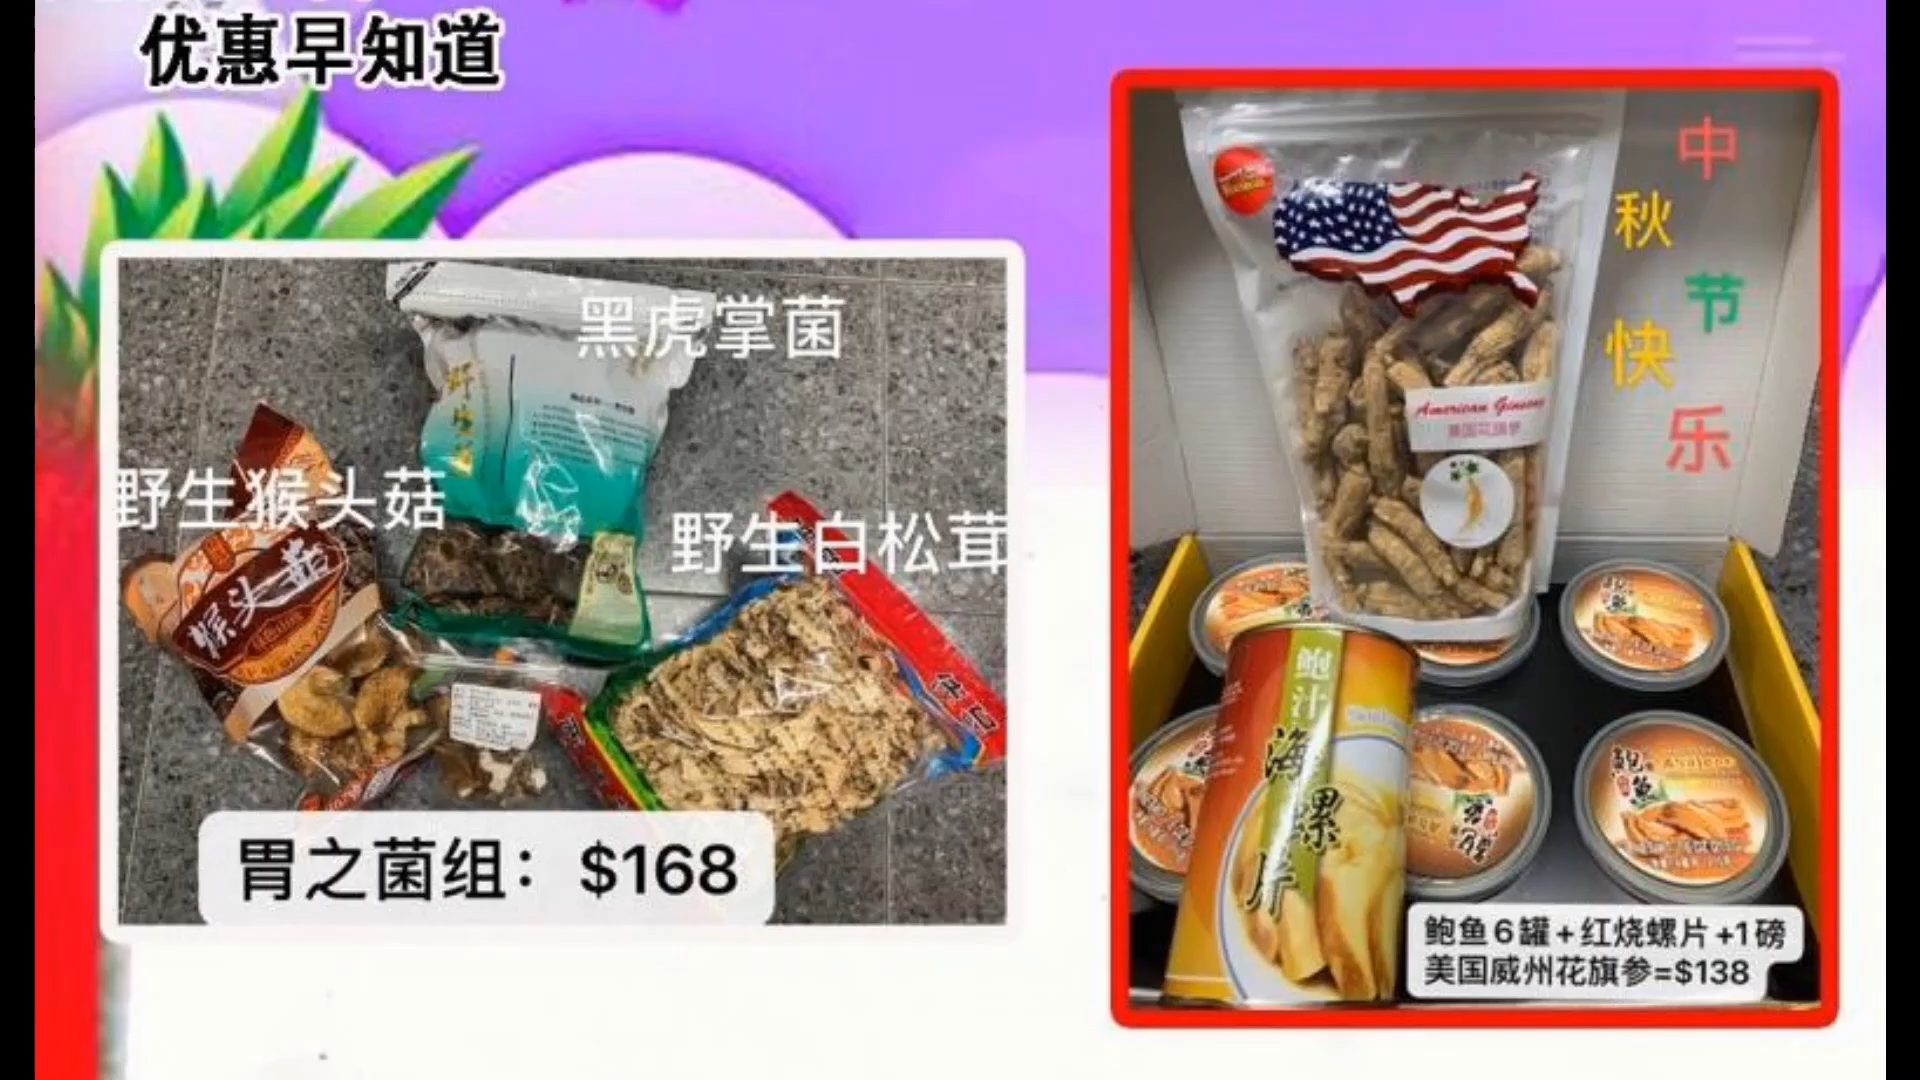 优惠早知道
黑虎掌菌
野生猴头菇
野生白松茸
猴头菇
胃之菌组：$168
中
秋
节
快
乐
American Ginseng
美国花旗参
鲍汁
海螺片
鲍鱼
Abalone
鲍鱼6罐+红烧螺片+1磅
美国威州花旗参=$138